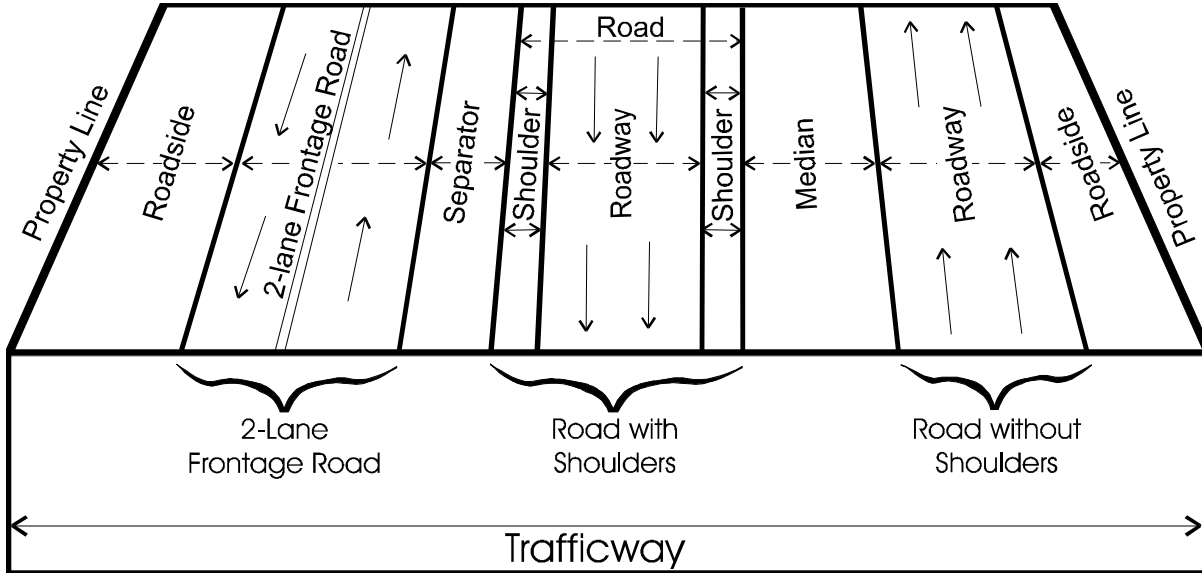 Road
Property Line
Roadside
2-lane Frontage Road
Separator
Shoulder
Roadway
Shoulder
Median
Roadway
Roadside
Property Line
2-Lane
Frontage Road
Road with
Shoulders
Road without
Shoulders
Trafficway